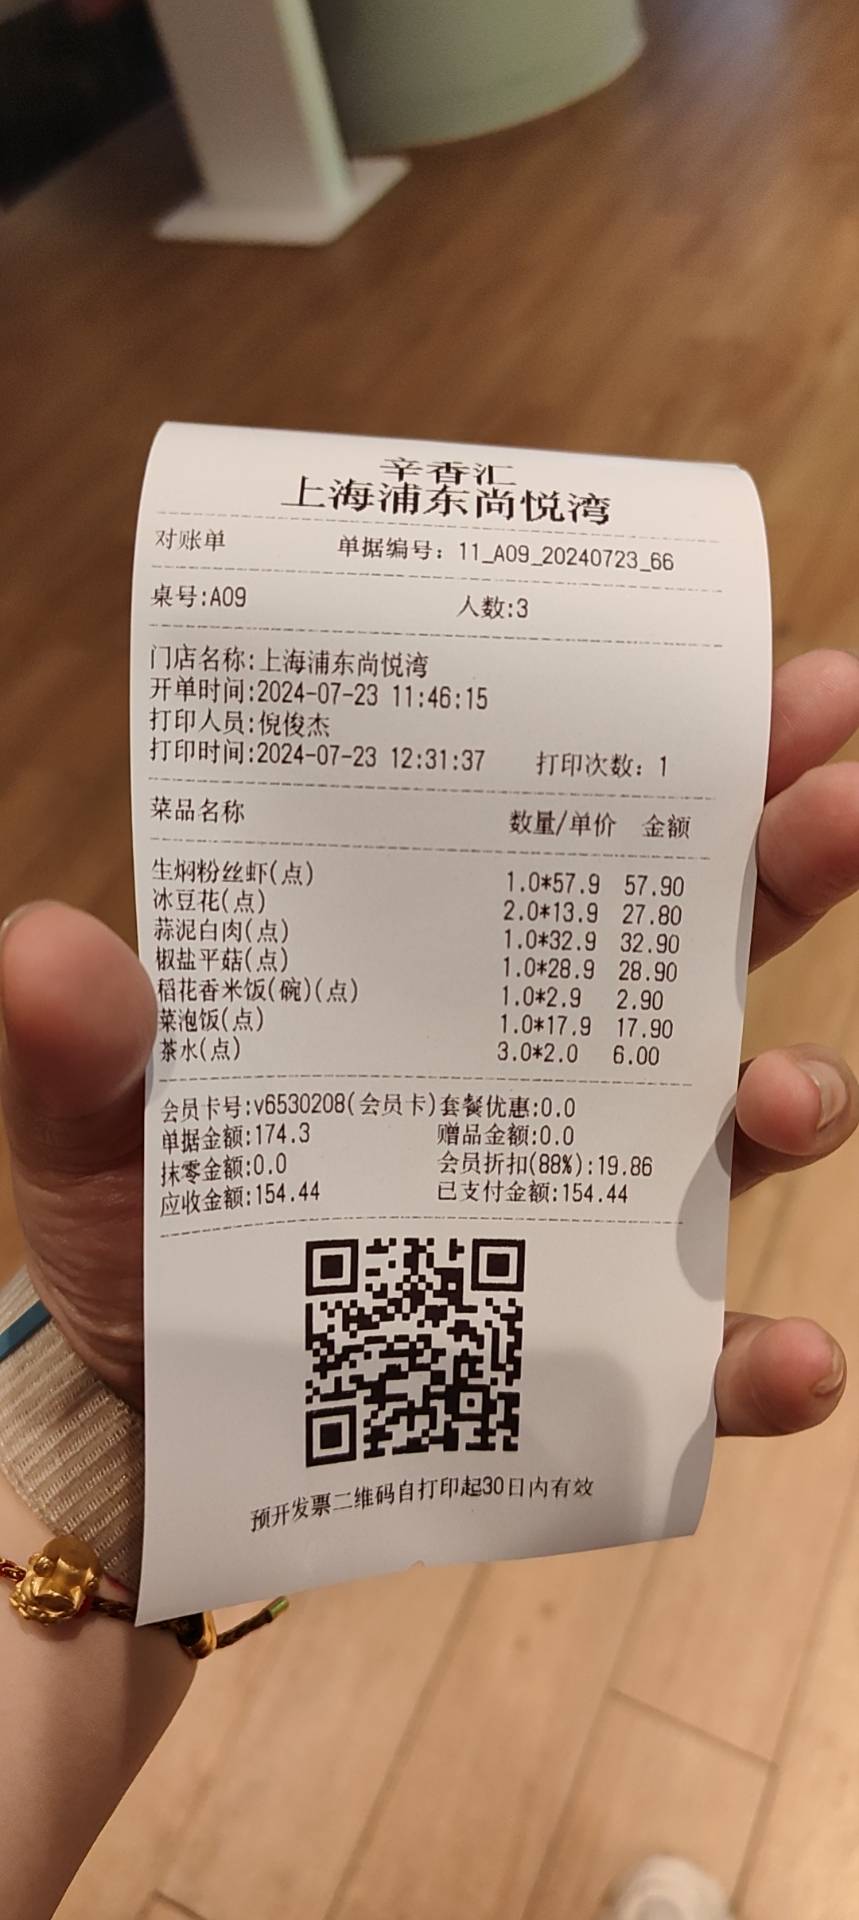 辛香汇
上海浦东尚悦湾
对账单 单据编号：11_A09_20240723_66
桌号:A09 人数:3
门店名称:上海浦东尚悦湾
开单时间:2024-07-23 11:46:15
打印人员:倪俊杰
打印时间:2024-07-23 12:31:37 打印次数：1
菜品名称 数量/单价 金额
生焖粉丝虾(点) 1.0*57.9 57.90
冰豆花(点) 2.0*13.9 27.80
蒜泥白肉(点) 1.0*32.9 32.90
椒盐平菇(点) 1.0*28.9 28.90
稻花香米饭(碗)(点) 1.0*2.9 2.90
菜泡饭(点) 1.0*17.9 17.90
茶水(点) 3.0*2.0 6.00
会员卡号:v6530208(会员卡)套餐优惠:0.0
单据金额:174.3 赠品金额:0.0
抹零金额:0.0 会员折扣(88%):19.86
应收金额:154.44 已支付金额:154.44
预开发票二维码自打印起30日内有效